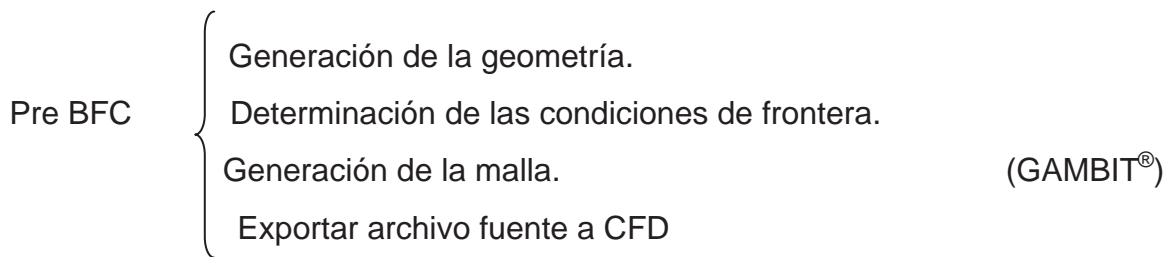 Generación de la geometría.
Pre BFC Determinación de las condiciones de frontera.
Generación de la malla. (GAMBIT®)
Exportar archivo fuente a CFD